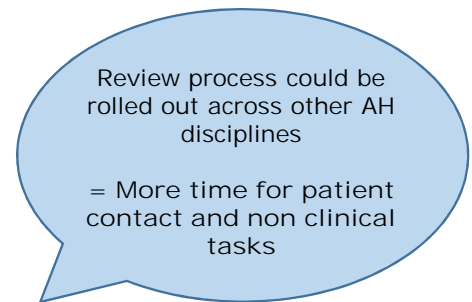 Review process could be
rolled out across other AH
disciplines
= More time for patient
contact and non clinical
tasks